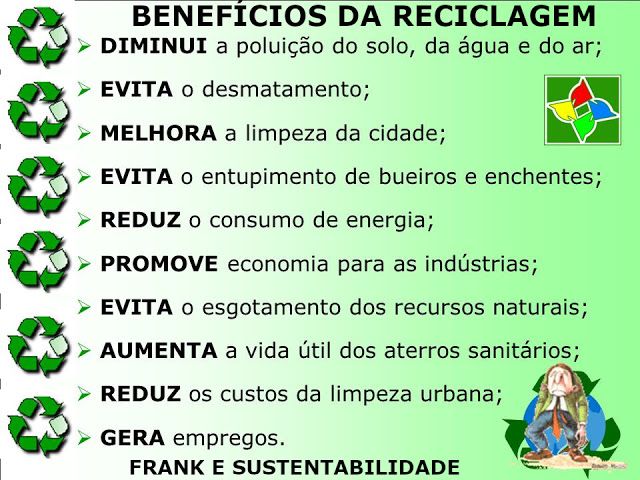 BENEFÍCIOS DA RECICLAGEM
DIMINUI a poluição do solo, da água e do ar;
EVITA o desmatamento;
MELHORA a limpeza da cidade;
EVITA o entupimento de bueiros e enchentes;
REDUZ o consumo de energia;
PROMOVE economia para as indústrias;
EVITA o esgotamento dos recursos naturais;
AUMENTA a vida útil dos aterros sanitários;
REDUZ os custos da limpeza urbana;
GERA empregos.
FRANK E SUSTENTABILIDADE